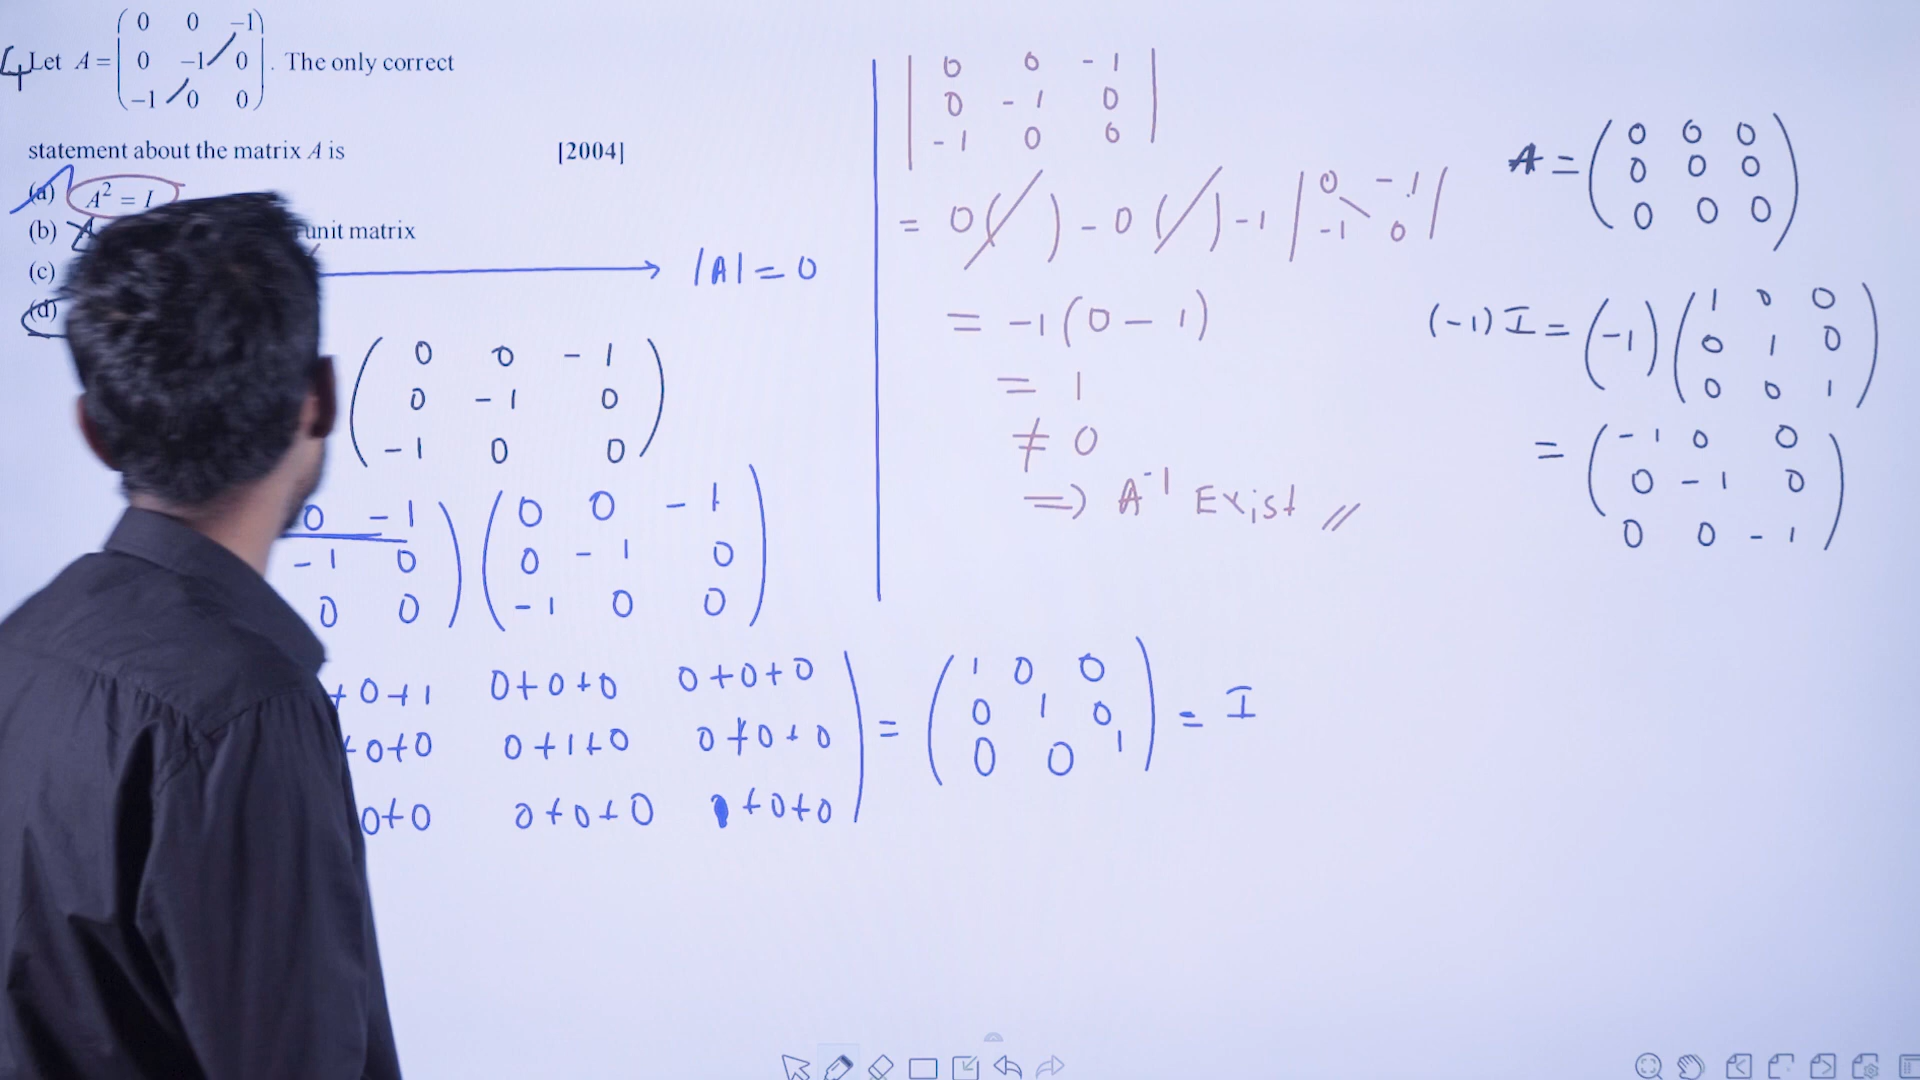 4 Let A = ( 0 0 -1
0 -1 0
-1 0 0 ). The only correct
statement about the matrix A is [2004]
(a) A² = I
(b) unit matrix
(c) → |A| = 0
(d)
( 0 0 -1
0 -1 0
-1 0 0 )
0 -1 ) ( 0 0 -1
-1 0 ) ( 0 -1 0
0 0 ) ( -1 0 0 )
+0+1 0+0+0 0+0+0
+0+0 0+1+0 0+0+0
0+0 0+0+0 +0+0
= ( 1 0 0
0 1 0
0 0 1 ) = I
| 0 0 -1 |
| 0 -1 0 |
| -1 0 0 |
= 0( ) - 0( ) - 1 | 0 -1
-1 0 |
= -1(0 - 1)
= 1
≠ 0
=> A⁻¹ Exist //
A = ( 0 0 0
0 0 0
0 0 0 )
(-1) I = (-1) ( 1 0 0
0 1 0
0 0 1 )
= ( -1 0 0
0 -1 0
0 0 -1 )